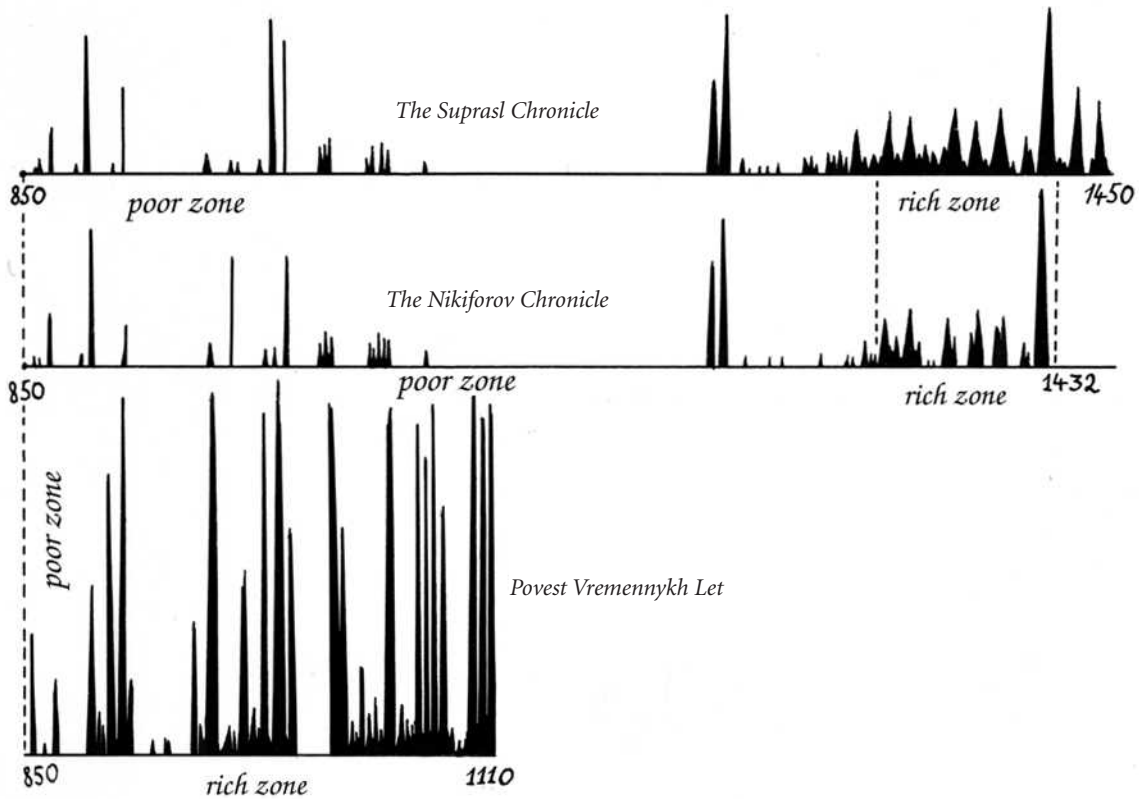 The Suprasl Chronicle
850
poor zone
rich zone
1450
The Nikiforov Chronicle
850
poor zone
rich zone
1432
poor zone
Povest Vremennykh Let
850
rich zone
1110